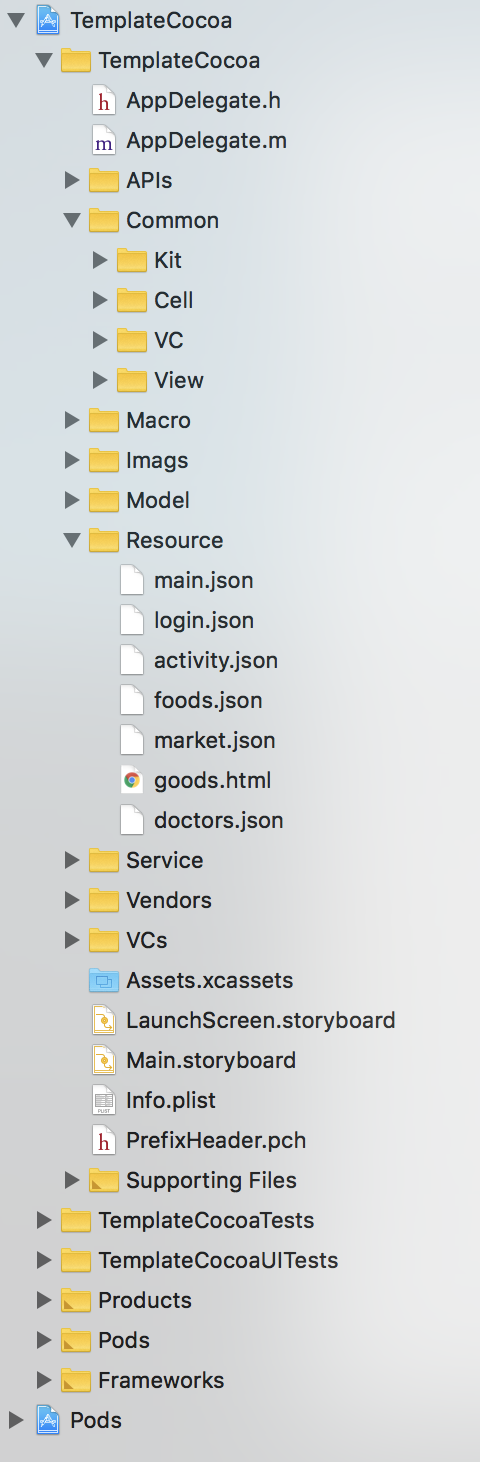 TemplateCocoa
TemplateCocoa
h AppDelegate.h
m AppDelegate.m
APIs
Common
Kit
Cell
VC
View
Macro
Imags
Model
Resource
main.json
login.json
activity.json
foods.json
market.json
goods.html
doctors.json
Service
Vendors
VCs
Assets.xcassets
LaunchScreen.storyboard
Main.storyboard
PLIST Info.plist
h PrefixHeader.pch
Supporting Files
TemplateCocoaTests
TemplateCocoaUITests
Products
Pods
Frameworks
Pods